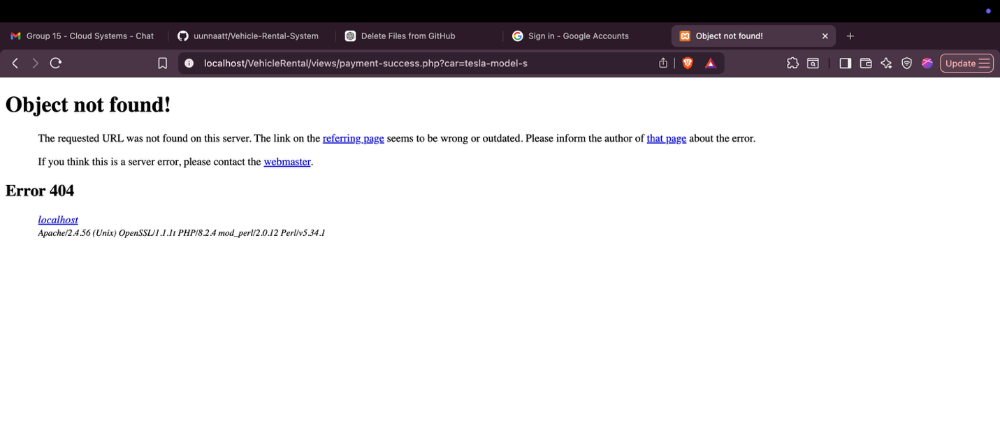 Group 15 - Cloud Systems - Chat
uunnaatt/Vehicle-Rental-System
Delete Files from GitHub
Sign in - Google Accounts
Object not found!
localhost/VehicleRental/views/payment-success.php?car=tesla-model-s
Update
Object not found!
The requested URL was not found on this server. The link on the referring page seems to be wrong or outdated. Please inform the author of that page about the error.
If you think this is a server error, please contact the webmaster.
Error 404
localhost
Apache/2.4.56 (Unix) OpenSSL/1.1.1t PHP/8.2.4 mod_perl/2.0.12 Perl/v5.34.1